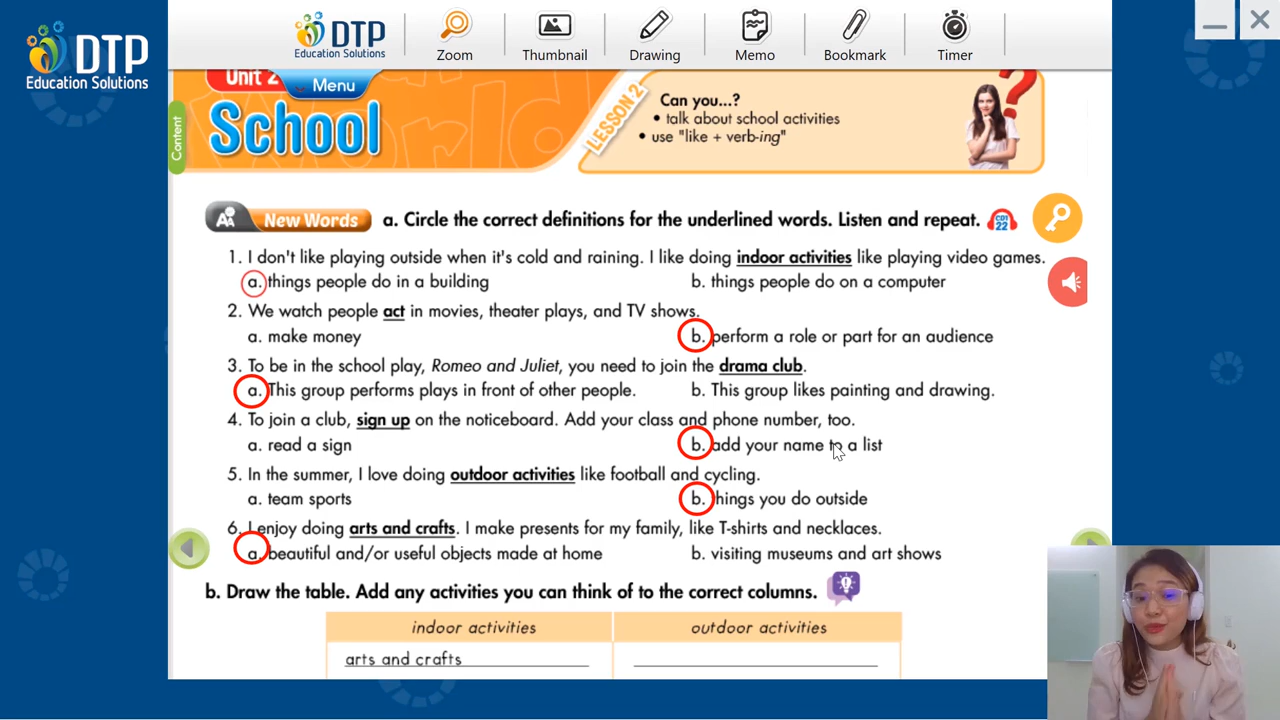 DTP
Education Solutions
DTP
Education Solutions
Zoom
Thumbnail
Drawing
Memo
Bookmark
Timer
Unit 2
Menu
Content
School
LESSON 2
Can you...?
• talk about school activities
• use "like + verb-ing"
New Words
a. Circle the correct definitions for the underlined words. Listen and repeat.
CD1
22
1. I don't like playing outside when it's cold and raining. I like doing indoor activities like playing video games.
a. things people do in a building b. things people do on a computer
2. We watch people act in movies, theater plays, and TV shows.
a. make money b. perform a role or part for an audience
3. To be in the school play, Romeo and Juliet, you need to join the drama club.
a. This group performs plays in front of other people. b. This group likes painting and drawing.
4. To join a club, sign up on the noticeboard. Add your class and phone number, too.
a. read a sign b. add your name to a list
5. In the summer, I love doing outdoor activities like football and cycling.
a. team sports b. things you do outside
6. I enjoy doing arts and crafts. I make presents for my family, like T-shirts and necklaces.
a. beautiful and/or useful objects made at home b. visiting museums and art shows
b. Draw the table. Add any activities you can think of to the correct columns.
indoor activities outdoor activities
arts and crafts